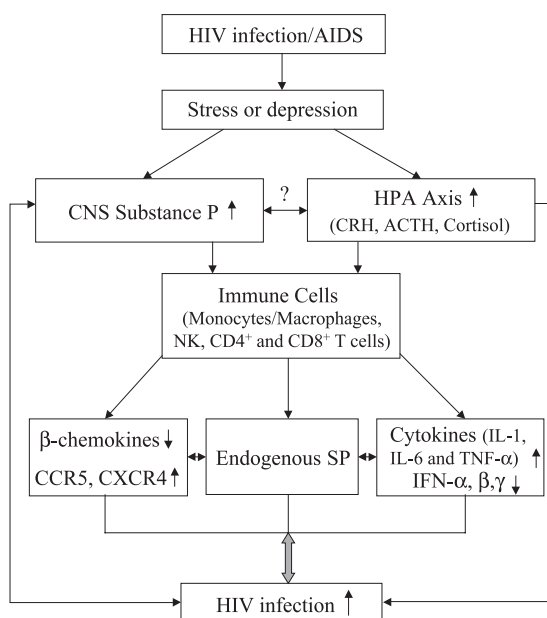 HIV infection/AIDS
Stress or depression
CNS Substance P ↑
?
HPA Axis ↑
(CRH, ACTH, Cortisol)
Immune Cells
(Monocytes/Macrophages,
NK, CD4⁺ and CD8⁺ T cells)
β-chemokines ↓
CCR5, CXCR4 ↑
Endogenous SP
Cytokines (IL-1,
IL-6 and TNF-α) ↑
IFN-α, β,γ ↓
HIV infection ↑